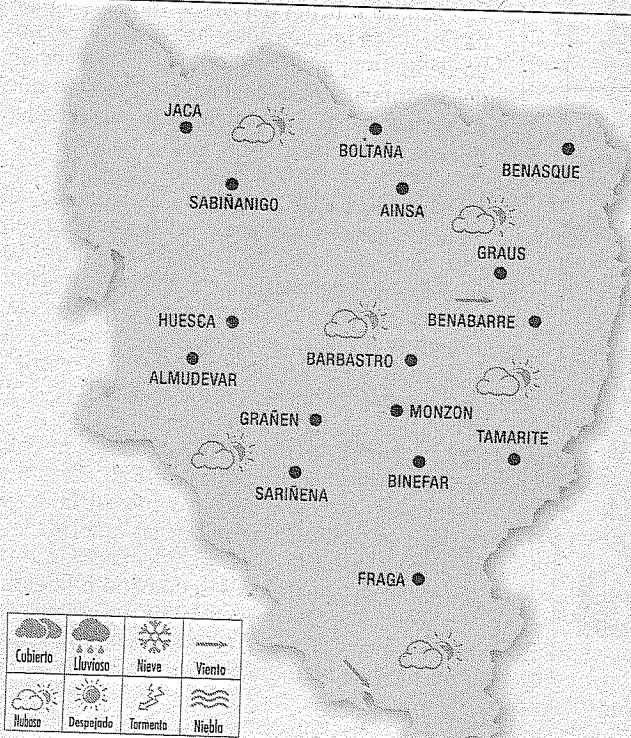 JACA
BOLTAÑA
BENASQUE
SABIÑANIGO
AINSA
GRAUS
HUESCA
BENABARRE
BARBASTRO
ALMUDEVAR
GRAÑEN
MONZON
TAMARITE
SARIÑENA
BINEFAR
FRAGA
Cubierto Lluvioso Nieve Viento
Nuboso Despejado Tormenta Niebla